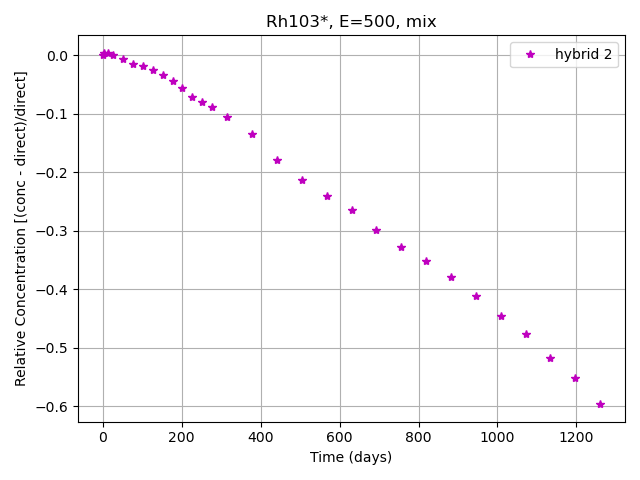 Rh103*, E=500, mix
hybrid 2
Relative Concentration [(conc - direct)/direct]
0.0
−0.1
−0.2
−0.3
−0.4
−0.5
−0.6
0 200 400 600 800 1000 1200
Time (days)